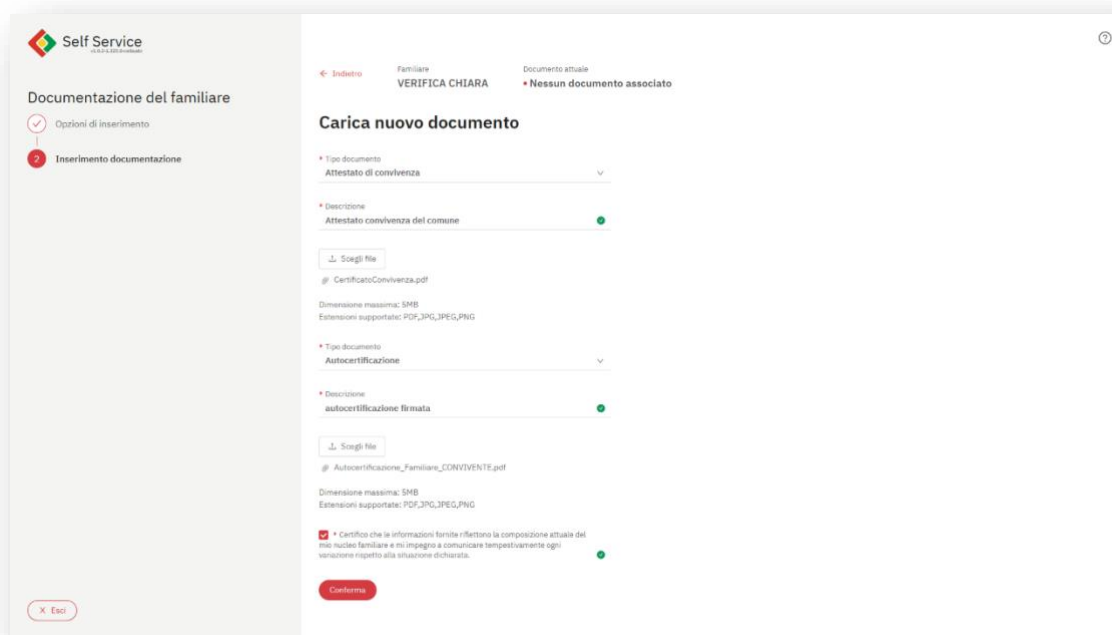 Self Service
Documentazione del familiare
Opzioni di inserimento
2
Inserimento documentazione
X Esci
← Indietro
Familiare
VERIFICA CHIARA
Documento attuale
• Nessun documento associato
Carica nuovo documento
* Tipo documento
Attestato di convivenza
* Descrizione
Attestato convivenza del comune
Scegli file
CertificatoConvivenza.pdf
Dimensione massima: 5MB
Estensioni supportate: PDF,JPG,JPEG,PNG
* Tipo documento
Autocertificazione
* Descrizione
autocertificazione firmata
Scegli file
Autocertificazione_Familiare_CONVIVENTE.pdf
Dimensione massima: 5MB
Estensioni supportate: PDF,JPG,JPEG,PNG
* Certifico che le informazioni fornite riflettono la composizione attuale del
mio nucleo familiare e mi impegno a comunicare tempestivamente ogni
variazione rispetto alla situazione dichiarata.
Conferma
?